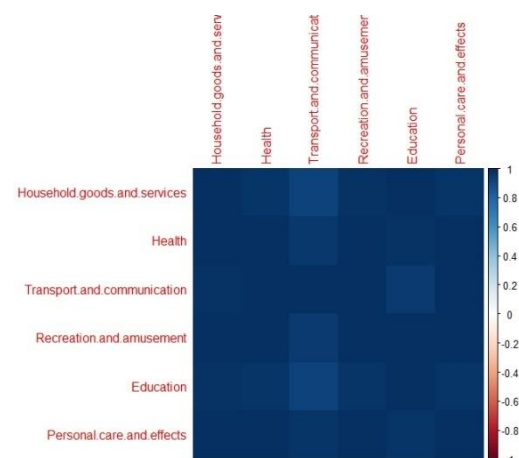 Household.goods.and.serv
Health
Transport.and.communicat
Recreation.and.amusemer
Education
Personal.care.and.effects
Household.goods.and.services
Health
Transport.and.communication
Recreation.and.amusement
Education
Personal.care.and.effects
1
0.8
0.6
0.4
0.2
0
-0.2
-0.4
-0.6
-0.8
-1